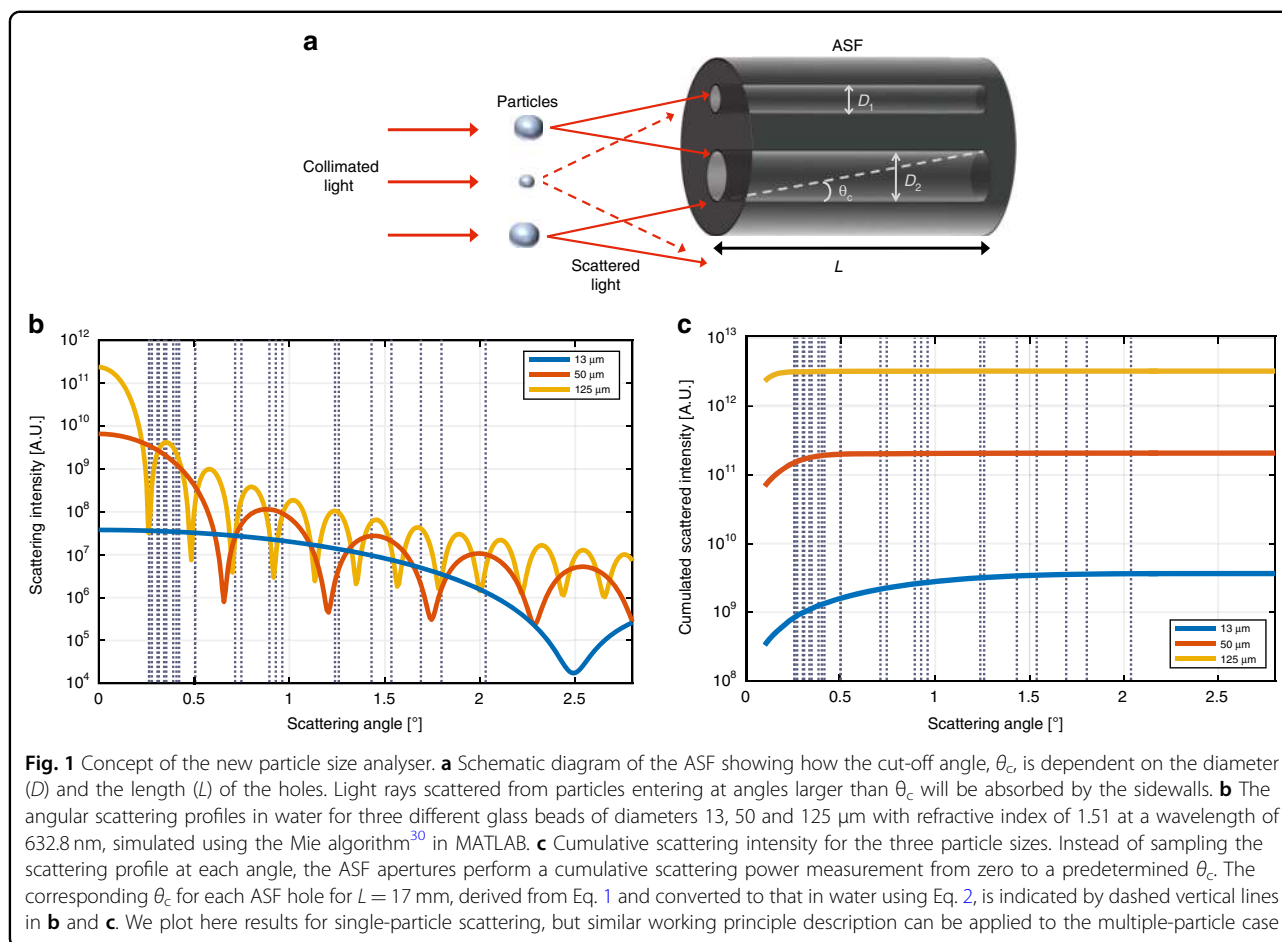 a
ASF
Particles
Collimated
light
Scattered
light
D1
D2
θc
L
b
Scattering intensity [A.U.]
10^12
10^11
10^10
10^9
10^8
10^7
10^6
10^5
10^4
13 μm
50 μm
125 μm
0 0.5 1 1.5 2 2.5
Scattering angle [°]
c
Cumulated scattered intensity [A.U.]
10^13
10^12
10^11
10^10
10^9
10^8
13 μm
50 μm
125 μm
0 0.5 1 1.5 2 2.5
Scattering angle [°]
Fig. 1 Concept of the new particle size analyser. a Schematic diagram of the ASF showing how the cut-off angle, θc, is dependent on the diameter
(D) and the length (L) of the holes. Light rays scattered from particles entering at angles larger than θc will be absorbed by the sidewalls. b The
angular scattering profiles in water for three different glass beads of diameters 13, 50 and 125 μm with refractive index of 1.51 at a wavelength of
632.8 nm, simulated using the Mie algorithm30 in MATLAB. c Cumulative scattering intensity for the three particle sizes. Instead of sampling the
scattering profile at each angle, the ASF apertures perform a cumulative scattering power measurement from zero to a predetermined θc. The
corresponding θc for each ASF hole for L = 17 mm, derived from Eq. 1 and converted to that in water using Eq. 2, is indicated by dashed vertical lines
in b and c. We plot here results for single-particle scattering, but similar working principle description can be applied to the multiple-particle case